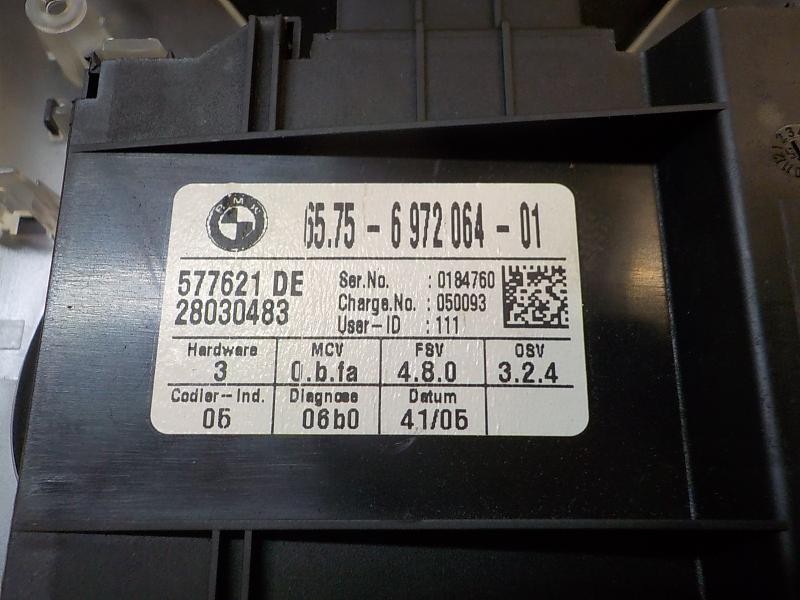 BMW
65.75 - 6 972 064 - 01
577621 DE
28030483
Ser.No. : 0184760
Charge.No. : 050093
User-ID : 111
Hardware MCV FSV OSV
3 0.b.fa 4.8.0 3.2.4
Codier-Ind. Diagnose Datum
05 06b0 41/05